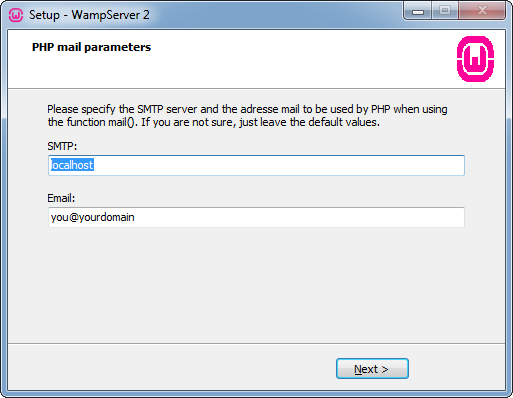 Setup - WampServer 2
PHP mail parameters
Please specify the SMTP server and the adresse mail to be used by PHP when using
the function mail(). If you are not sure, just leave the default values.
SMTP:
localhost
Email:
you@yourdomain
Next >